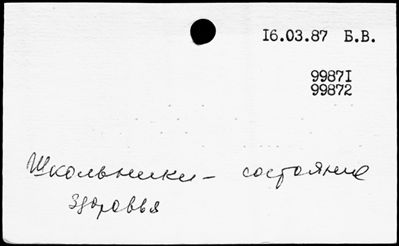 16.03.87 Б.В.
99871
99872
Школьники – состояние
здоровья